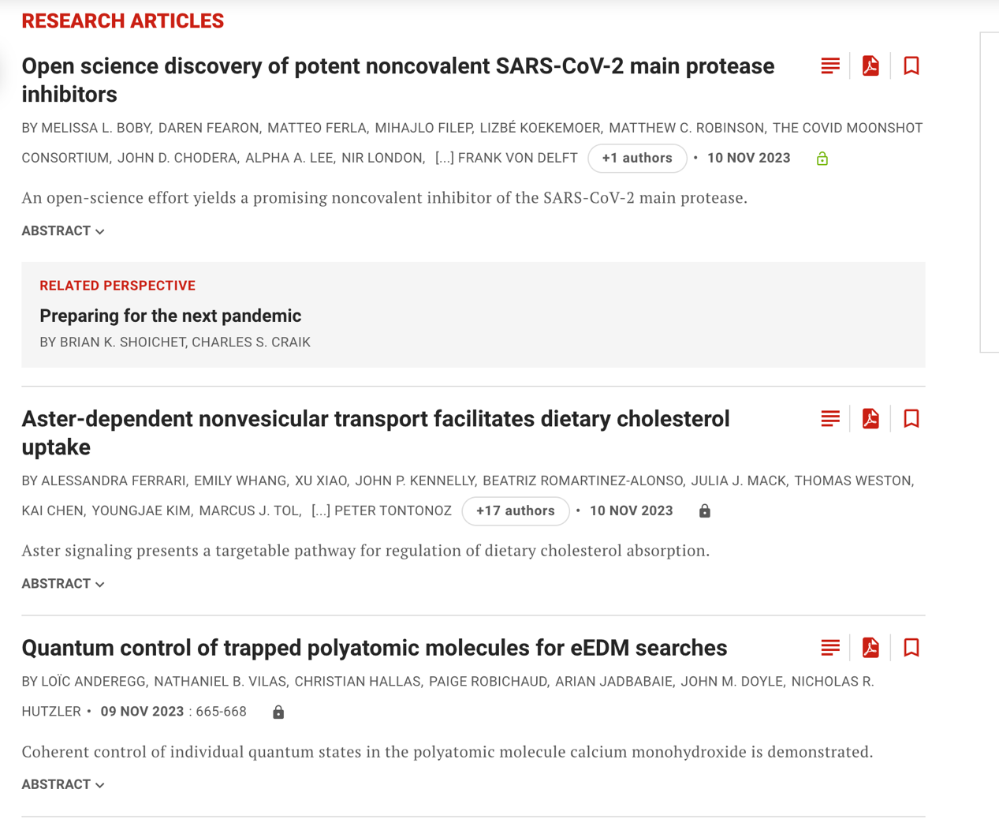 RESEARCH ARTICLES
Open science discovery of potent noncovalent SARS-CoV-2 main protease
inhibitors
BY MELISSA L. BOBY, DAREN FEARON, MATTEO FERLA, MIHAJLO FILEP, LIZBÉ KOEKEMOER, MATTHEW C. ROBINSON, THE COVID MOONSHOT
CONSORTIUM, JOHN D. CHODERA, ALPHA A. LEE, NIR LONDON, [...] FRANK VON DELFT +1 authors • 10 NOV 2023
An open-science effort yields a promising noncovalent inhibitor of the SARS-CoV-2 main protease.
ABSTRACT
RELATED PERSPECTIVE
Preparing for the next pandemic
BY BRIAN K. SHOICHET, CHARLES S. CRAIK
Aster-dependent nonvesicular transport facilitates dietary cholesterol
uptake
BY ALESSANDRA FERRARI, EMILY WHANG, XU XIAO, JOHN P. KENNELLY, BEATRIZ ROMARTINEZ-ALONSO, JULIA J. MACK, THOMAS WESTON,
KAI CHEN, YOUNGJAE KIM, MARCUS J. TOL, [...] PETER TONTONOZ +17 authors • 10 NOV 2023
Aster signaling presents a targetable pathway for regulation of dietary cholesterol absorption.
ABSTRACT
Quantum control of trapped polyatomic molecules for eEDM searches
BY LOÏC ANDEREGG, NATHANIEL B. VILAS, CHRISTIAN HALLAS, PAIGE ROBICHAUD, ARIAN JADBABAIE, JOHN M. DOYLE, NICHOLAS R.
HUTZLER • 09 NOV 2023 : 665-668
Coherent control of individual quantum states in the polyatomic molecule calcium monohydroxide is demonstrated.
ABSTRACT